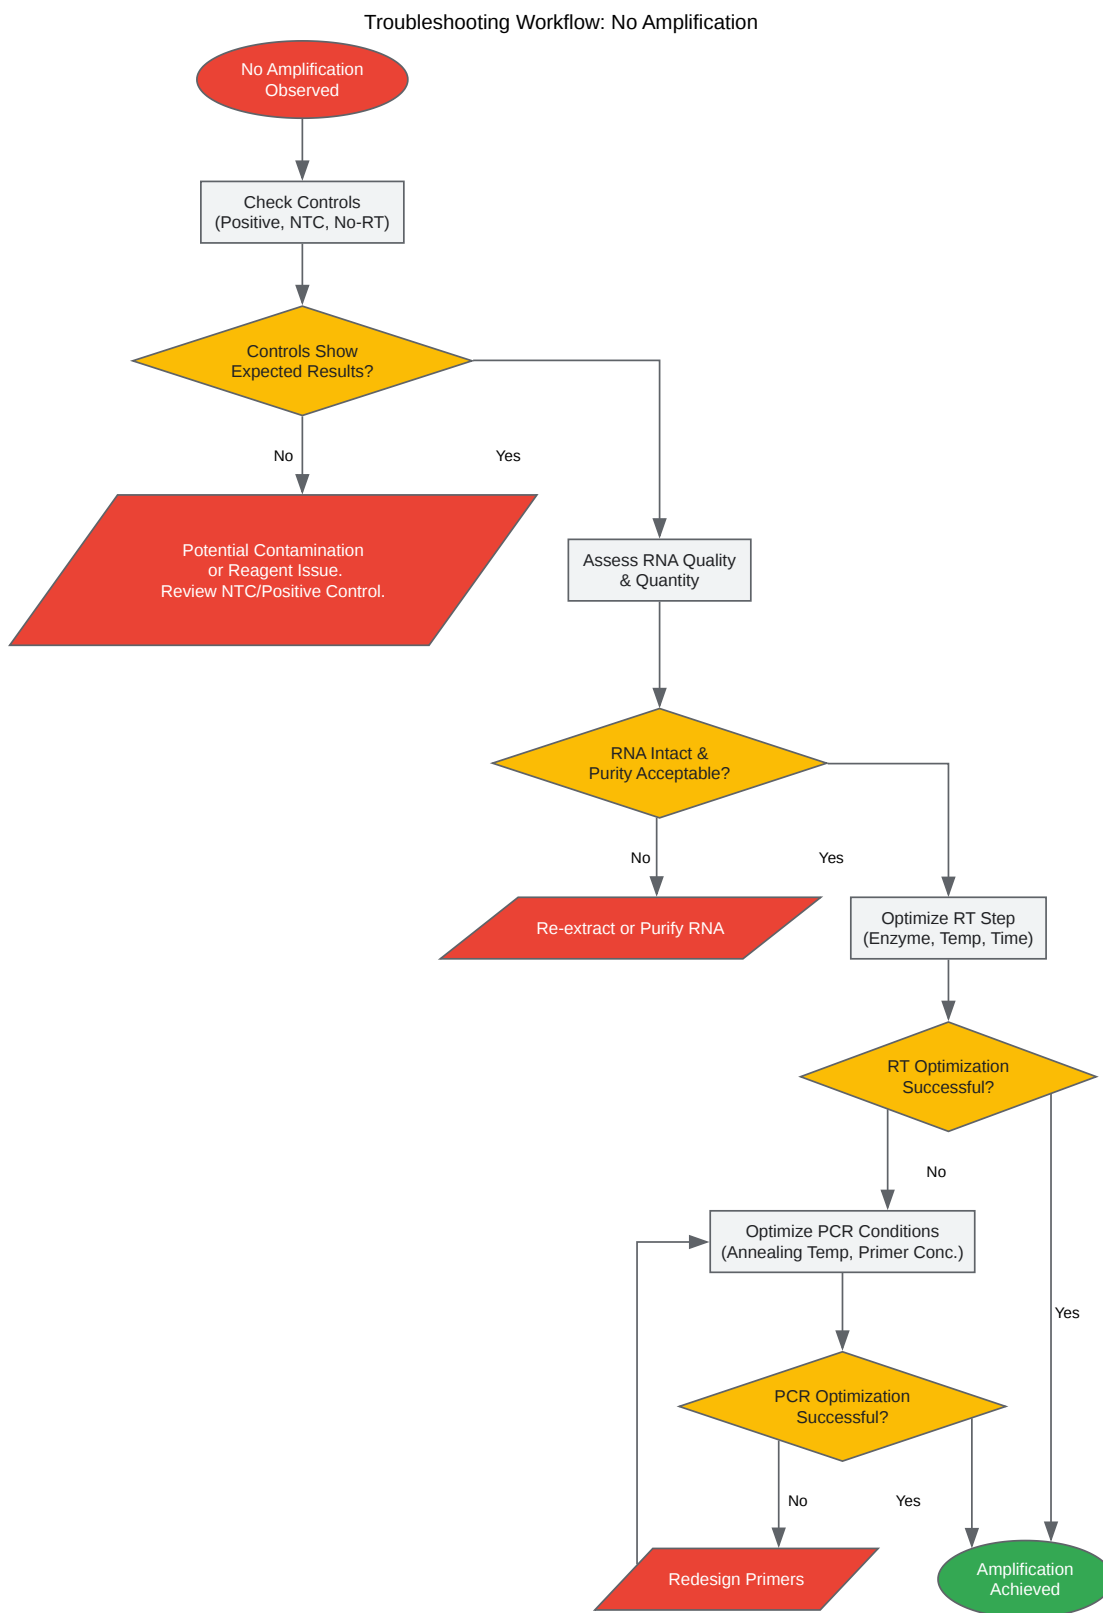 Troubleshooting Workflow: No Amplification
No Amplification
Observed
Check Controls
(Positive, NTC, No-RT)
Controls Show
Expected Results?
No
Yes
Potential Contamination
or Reagent Issue.
Review NTC/Positive Control.
Assess RNA Quality
& Quantity
RNA Intact &
Purity Acceptable?
No
Yes
Re-extract or Purify RNA
Optimize RT Step
(Enzyme, Temp, Time)
RT Optimization
Successful?
No
Optimize PCR Conditions
(Annealing Temp, Primer Conc.)
Yes
PCR Optimization
Successful?
No
Yes
Redesign Primers
Amplification
Achieved